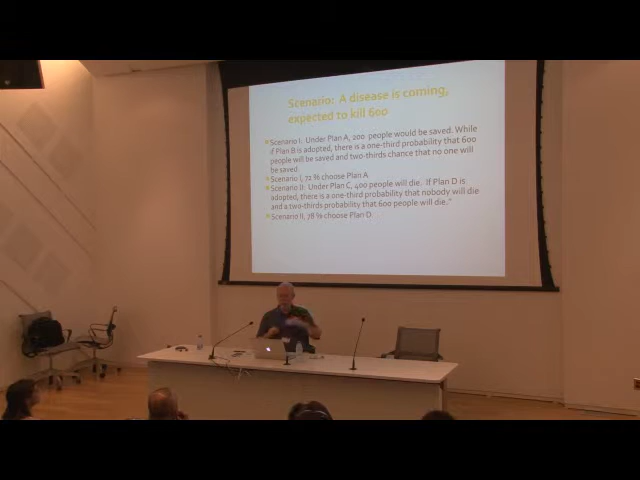 Scenario: A disease is coming,
expected to kill 600
Scenario I. Under Plan A, 200 people would be saved. While
if Plan B is adopted, there is a one-third probability that 600
people will be saved and two-thirds chance that no one will
be saved.
Scenario I, 72 % choose Plan A
Scenario II: Under Plan C, 400 people will die. If Plan D is
adopted, there is a one-third probability that nobody will die
and a two-thirds probability that 600 people will die."
Scenario II, 78 % choose Plan D